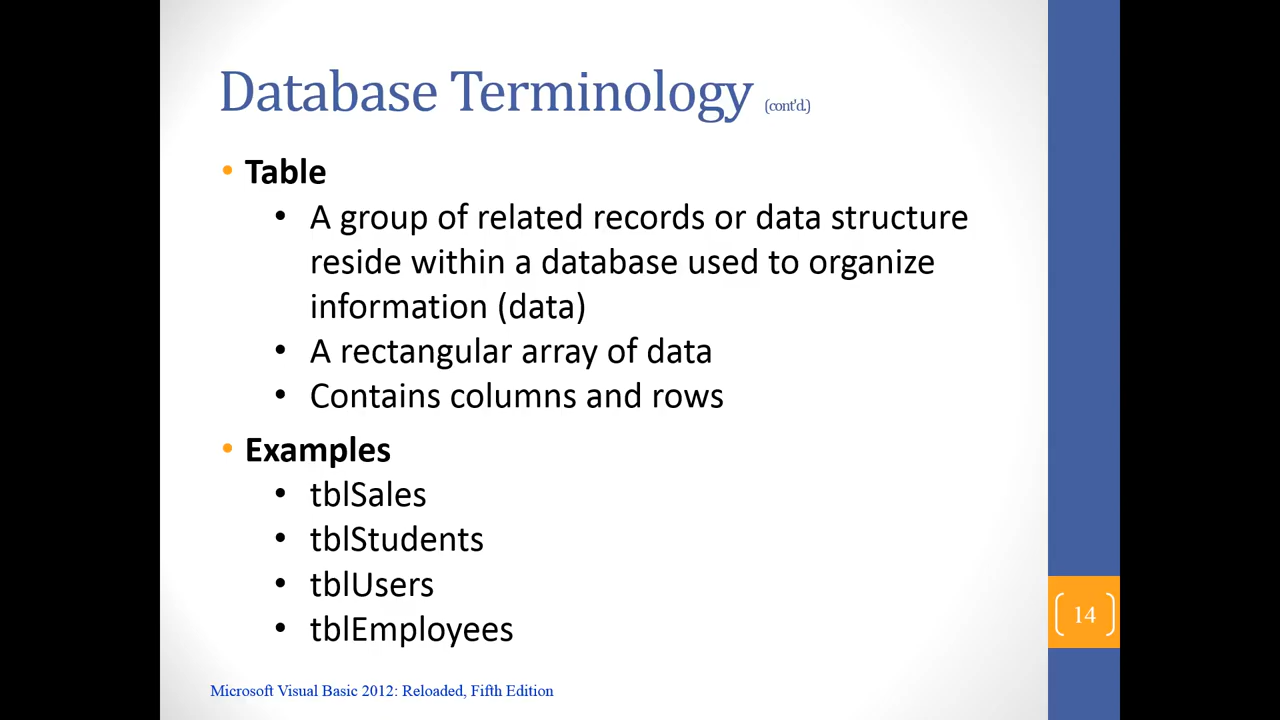 Database Terminology (cont'd.)
• Table
• A group of related records or data structure
reside within a database used to organize
information (data)
• A rectangular array of data
• Contains columns and rows
• Examples
• tblSales
• tblStudents
• tblUsers
• tblEmployees
14
Microsoft Visual Basic 2012: Reloaded, Fifth Edition